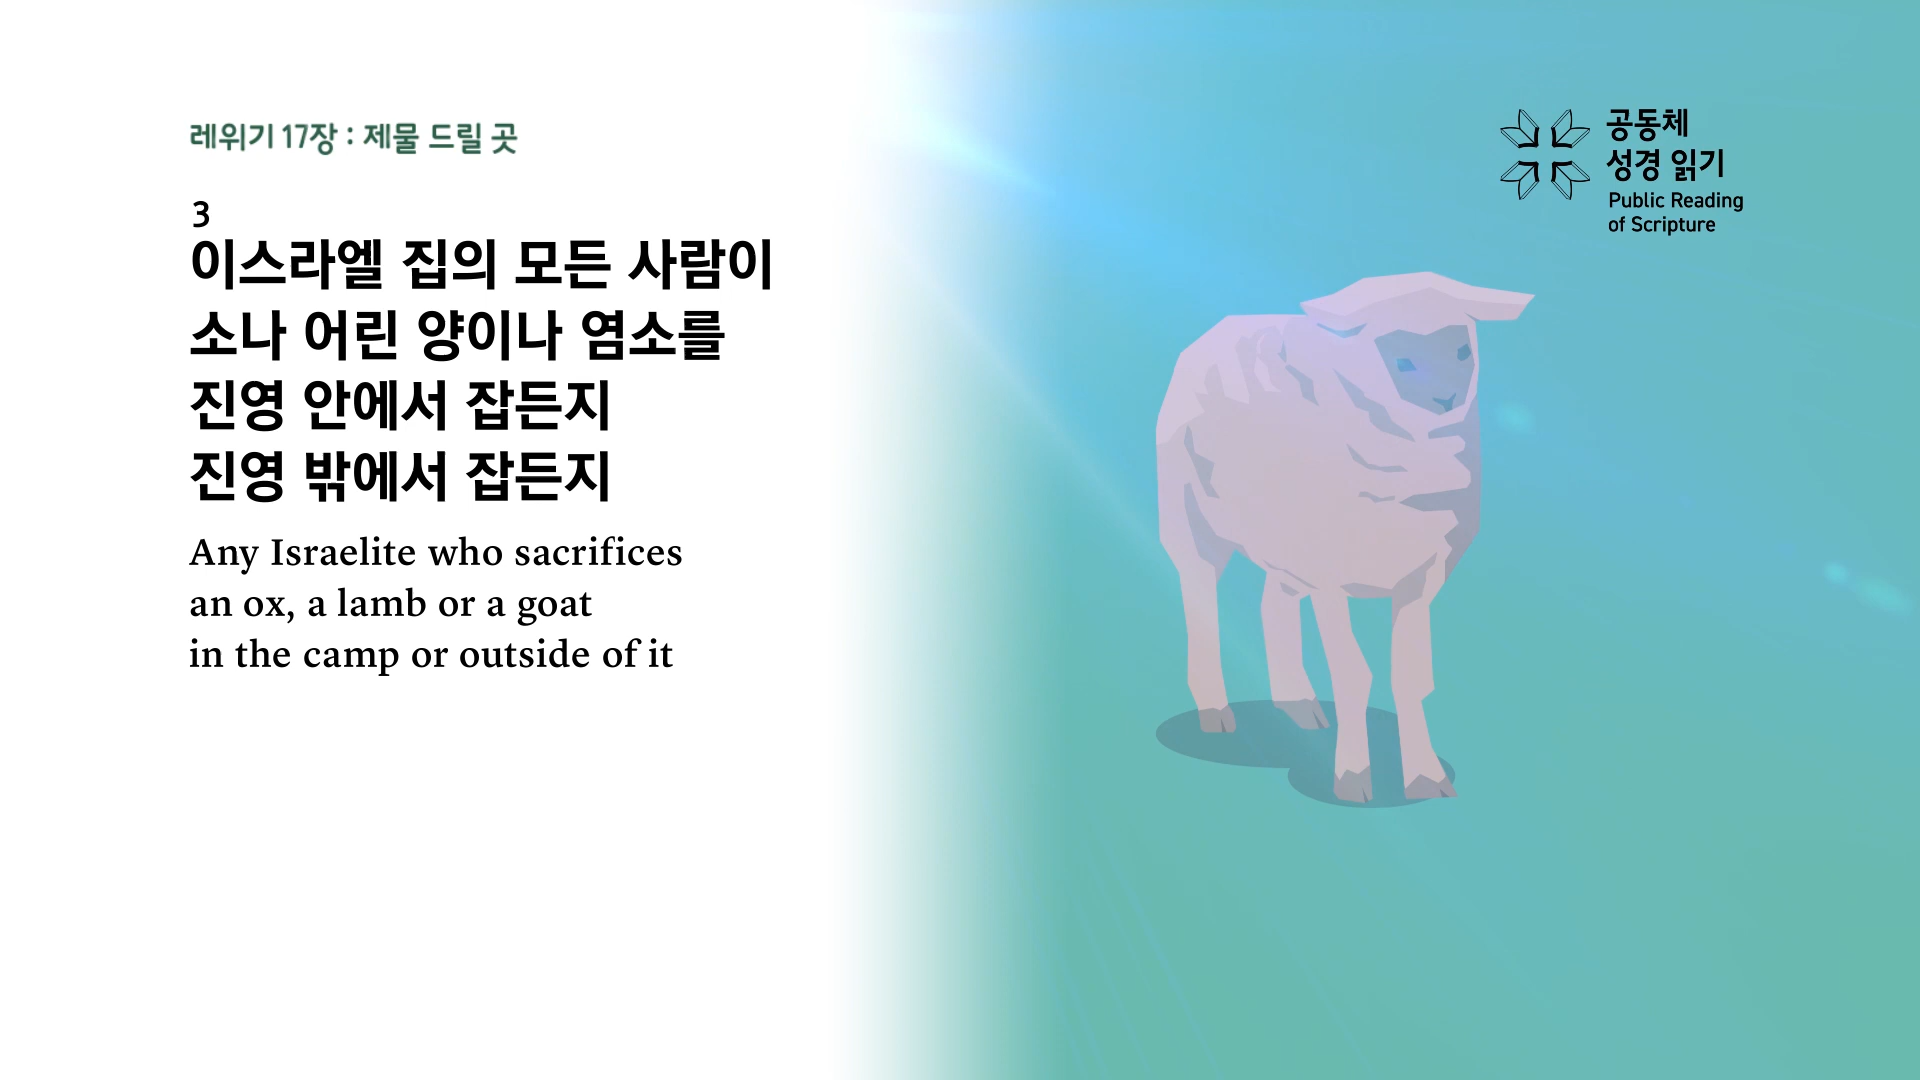 레위기 17장 : 제물 드릴 곳
3
이스라엘 집의 모든 사람이
소나 어린 양이나 염소를
진영 안에서 잡든지
진영 밖에서 잡든지
Any Israelite who sacrifices
an ox, a lamb or a goat
in the camp or outside of it
공동체
성경 읽기
Public Reading
of Scripture